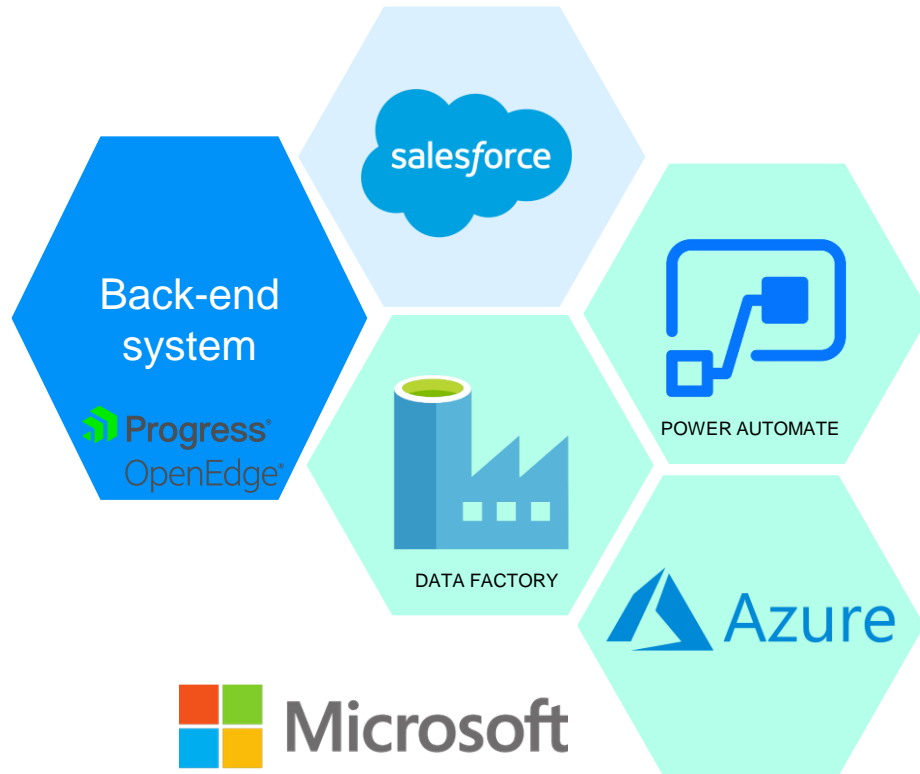 salesforce
Back-end
system
Progress®
OpenEdge®
POWER AUTOMATE
DATA FACTORY
Azure
Microsoft